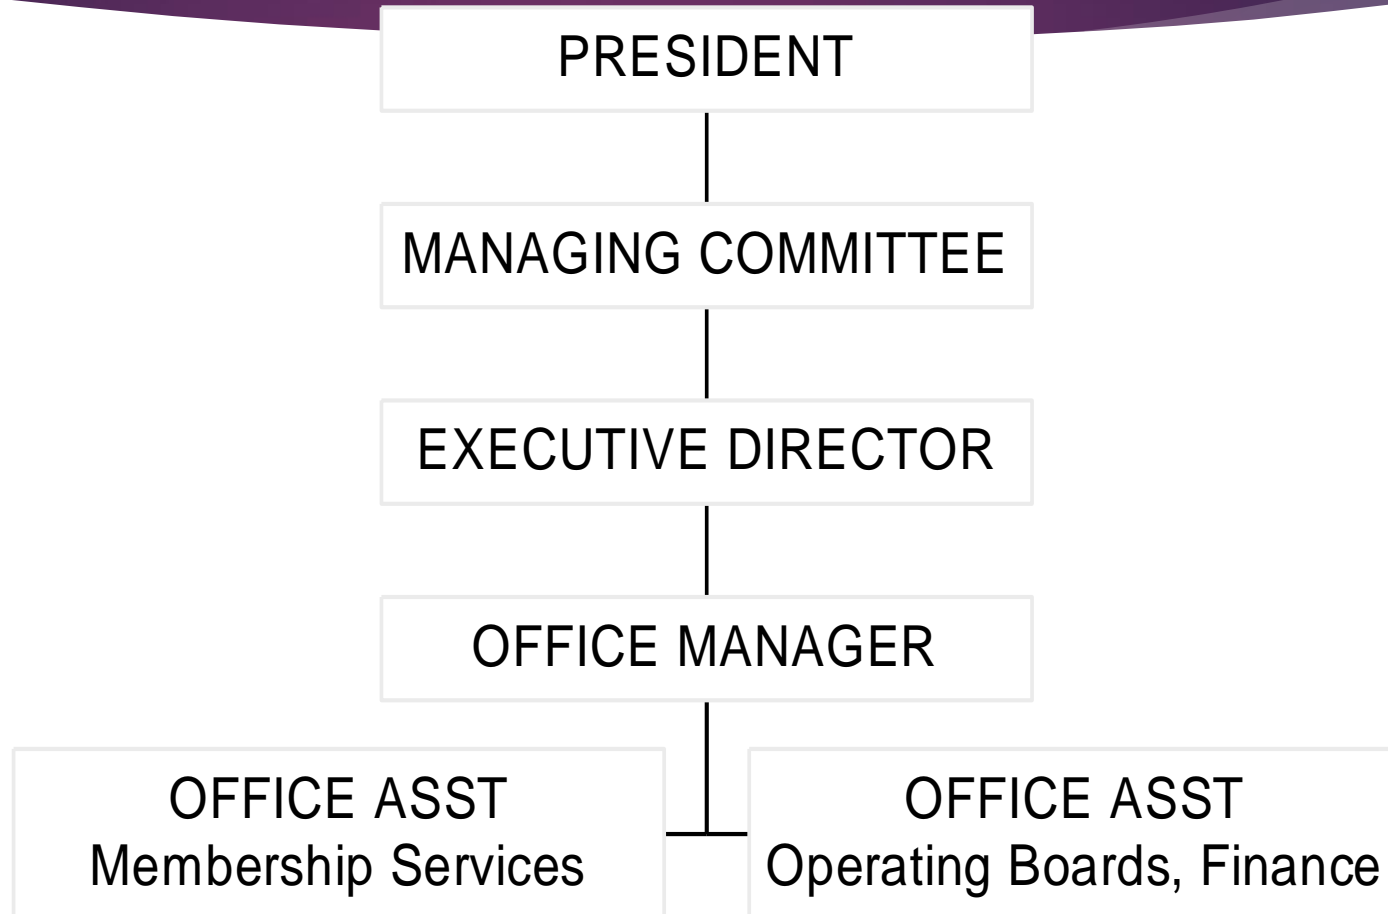 PRESIDENT
MANAGING COMMITTEE
EXECUTIVE DIRECTOR
OFFICE MANAGER
OFFICE ASST
Membership Services
OFFICE ASST
Operating Boards, Finance